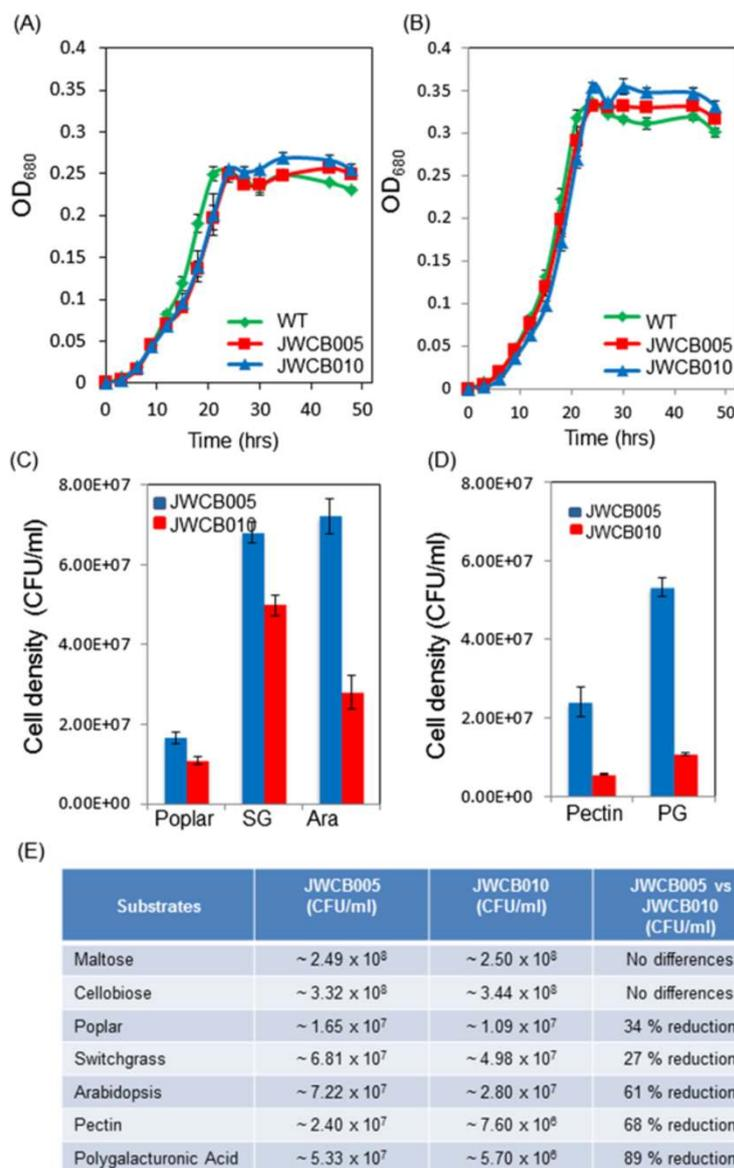 (A)
(B)
0.4
0.35
0.3
0.25
0.2
0.15
0.1
0.05
0
OD680
WT
JWCB005
JWCB010
0 10 20 30 40 50
Time (hrs)
0.4
0.35
0.3
0.25
0.2
0.15
0.1
0.05
0
OD680
WT
JWCB005
JWCB010
0 10 20 30 40 50
Time (hrs)
(C)
8.00E+07
6.00E+07
4.00E+07
2.00E+07
0.00E+00
Cell density (CFU/ml)
JWCB005
JWCB010
Poplar SG Ara
(D)
8.00E+07
6.00E+07
4.00E+07
2.00E+07
0.00E+00
Cell density (CFU/ml)
JWCB005
JWCB010
Pectin PG
(E)
Substrates JWCB005 (CFU/ml) JWCB010 (CFU/ml) JWCB005 vs JWCB010 (CFU/ml)
Maltose ~ 2.49 x 10⁸ ~ 2.50 x 10⁸ No differences
Cellobiose ~ 3.32 x 10⁸ ~ 3.44 x 10⁸ No differences
Poplar ~ 1.65 x 10⁷ ~ 1.09 x 10⁷ 34 % reduction
Switchgrass ~ 6.81 x 10⁷ ~ 4.98 x 10⁷ 27 % reduction
Arabidopsis ~ 7.22 x 10⁷ ~ 2.80 x 10⁷ 61 % reduction
Pectin ~ 2.40 x 10⁷ ~ 7.60 x 10⁶ 68 % reduction
Polygalacturonic Acid ~ 5.33 x 10⁷ ~ 5.70 x 10⁶ 89 % reduction